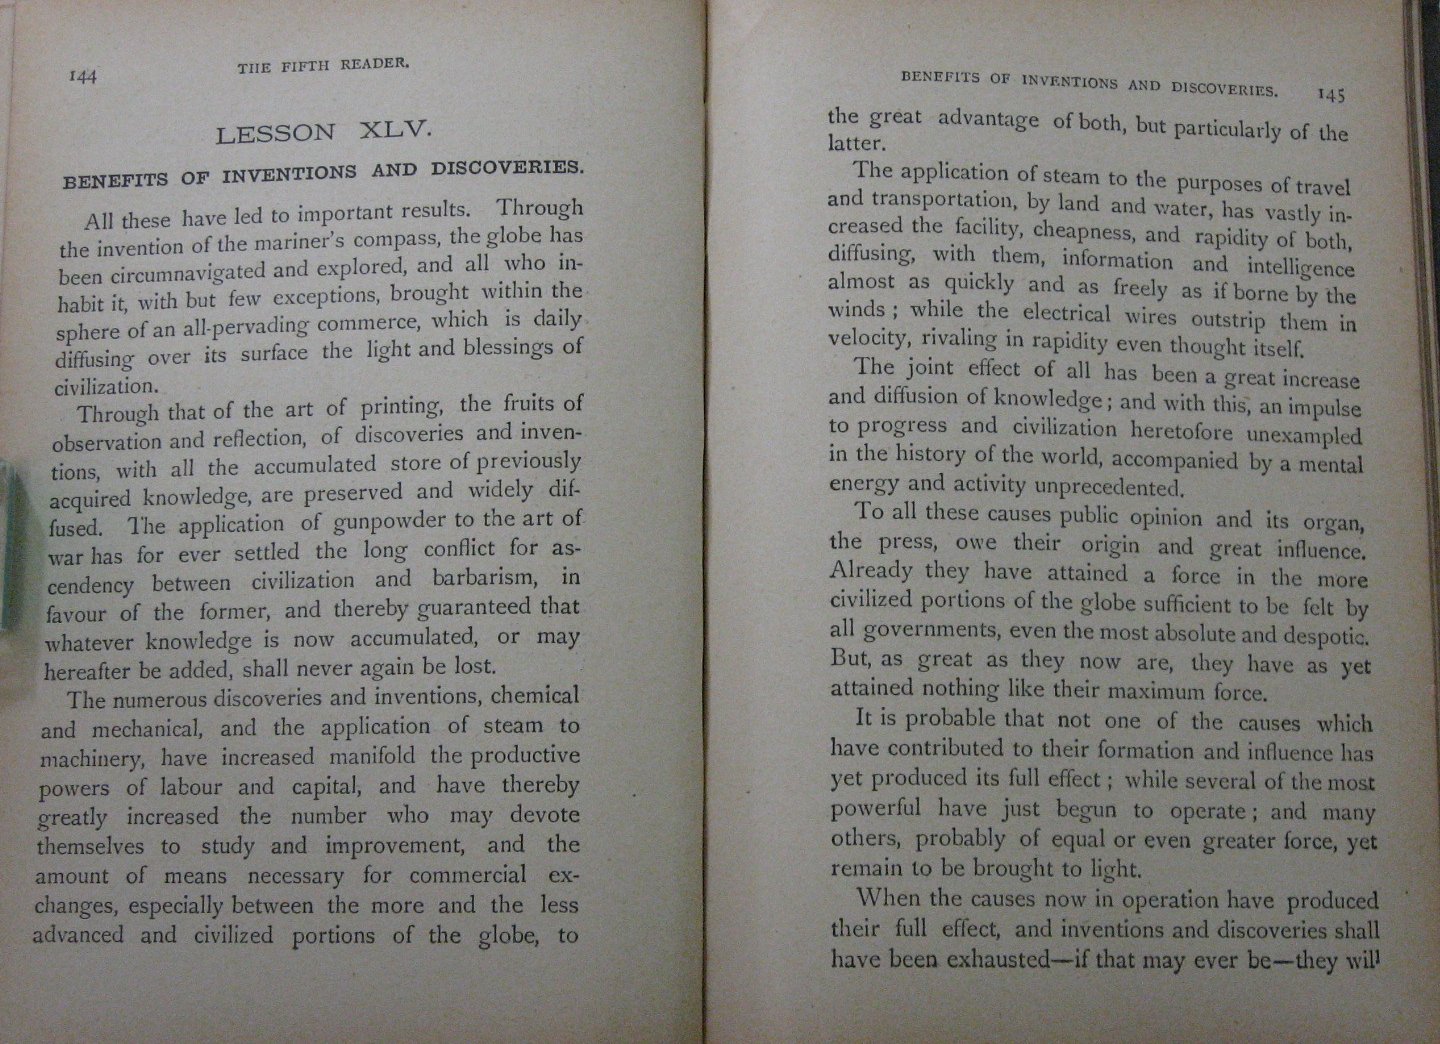 144
THE FIFTH READER.
LESSON XLV.
BENEFITS OF INVENTIONS AND DISCOVERIES.
All these have led to important results. Through
the invention of the mariner's compass, the globe has
been circumnavigated and explored, and all who in-
habit it, with but few exceptions, brought within the
sphere of an all-pervading commerce, which is daily
diffusing over its surface the light and blessings of
civilization.
Through that of the art of printing, the fruits of
observation and reflection, of discoveries and inven-
tions, with all the accumulated store of previously
acquired knowledge, are preserved and widely dif-
fused. The application of gunpowder to the art of
war has for ever settled the long conflict for as-
cendency between civilization and barbarism, in
favour of the former, and thereby guaranteed that
whatever knowledge is now accumulated, or may
hereafter be added, shall never again be lost.
The numerous discoveries and inventions, chemical
and mechanical, and the application of steam to
machinery, have increased manifold the productive
powers of labour and capital, and have thereby
greatly increased the number who may devote
themselves to study and improvement, and the
amount of means necessary for commercial ex-
changes, especially between the more and the less
advanced and civilized portions of the globe, to
BENEFITS OF INVENTIONS AND DISCOVERIES.
145
the great advantage of both, but particularly of the
latter.
The application of steam to the purposes of travel
and transportation, by land and water, has vastly in-
creased the facility, cheapness, and rapidity of both,
diffusing, with them, information and intelligence
almost as quickly and as freely as if borne by the
winds; while the electrical wires outstrip them in
velocity, rivaling in rapidity even thought itself.
The joint effect of all has been a great increase
and diffusion of knowledge; and with this, an impulse
to progress and civilization heretofore unexampled
in the history of the world, accompanied by a mental
energy and activity unprecedented.
To all these causes public opinion and its organ,
the press, owe their origin and great influence.
Already they have attained a force in the more
civilized portions of the globe sufficient to be felt by
all governments, even the most absolute and despotic.
But, as great as they now are, they have as yet
attained nothing like their maximum force.
It is probable that not one of the causes which
have contributed to their formation and influence has
yet produced its full effect; while several of the most
powerful have just begun to operate; and many
others, probably of equal or even greater force, yet
remain to be brought to light.
When the causes now in operation have produced
their full effect, and inventions and discoveries shall
have been exhausted—if that may ever be—they will